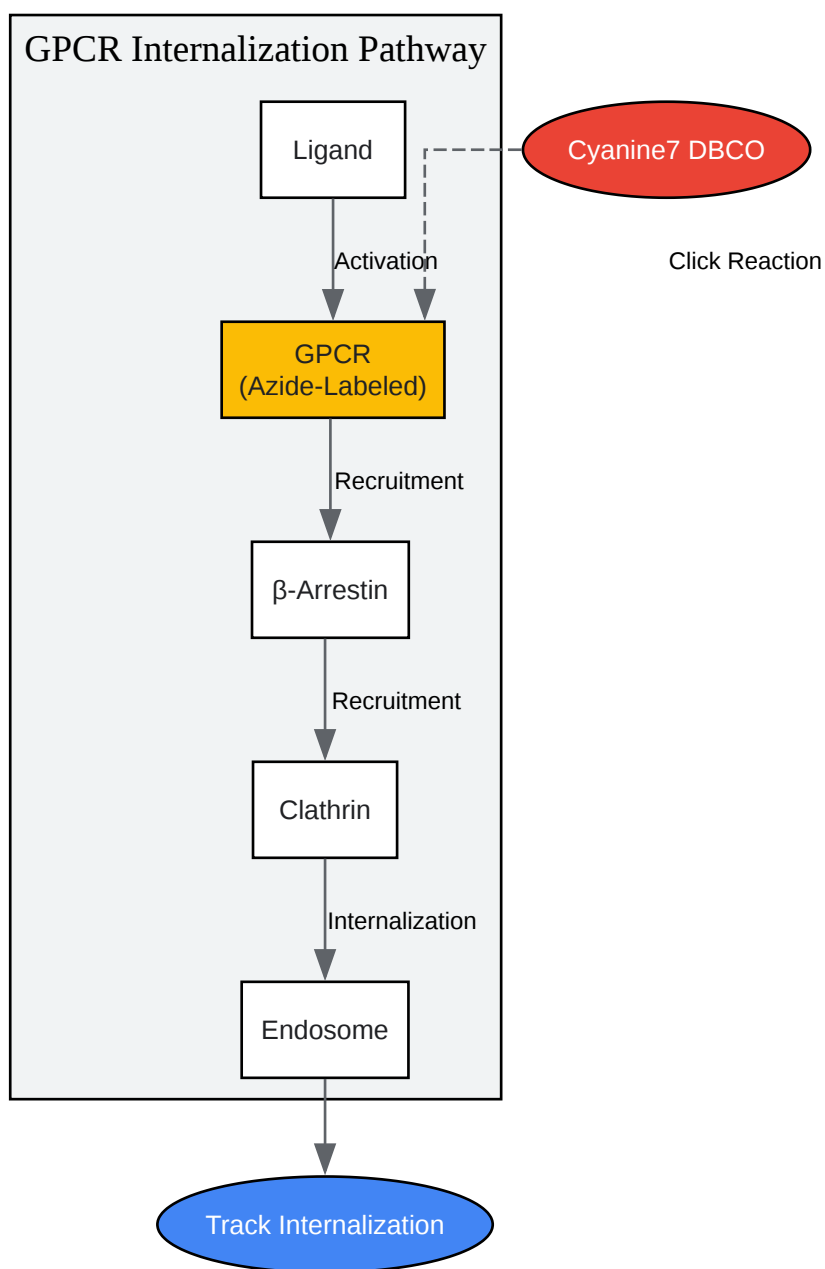 GPCR Internalization Pathway
Ligand
Cyanine7 DBCO
Activation
Click Reaction
GPCR
(Azide-Labeled)
Recruitment
β-Arrestin
Recruitment
Clathrin
Internalization
Endosome
Track Internalization